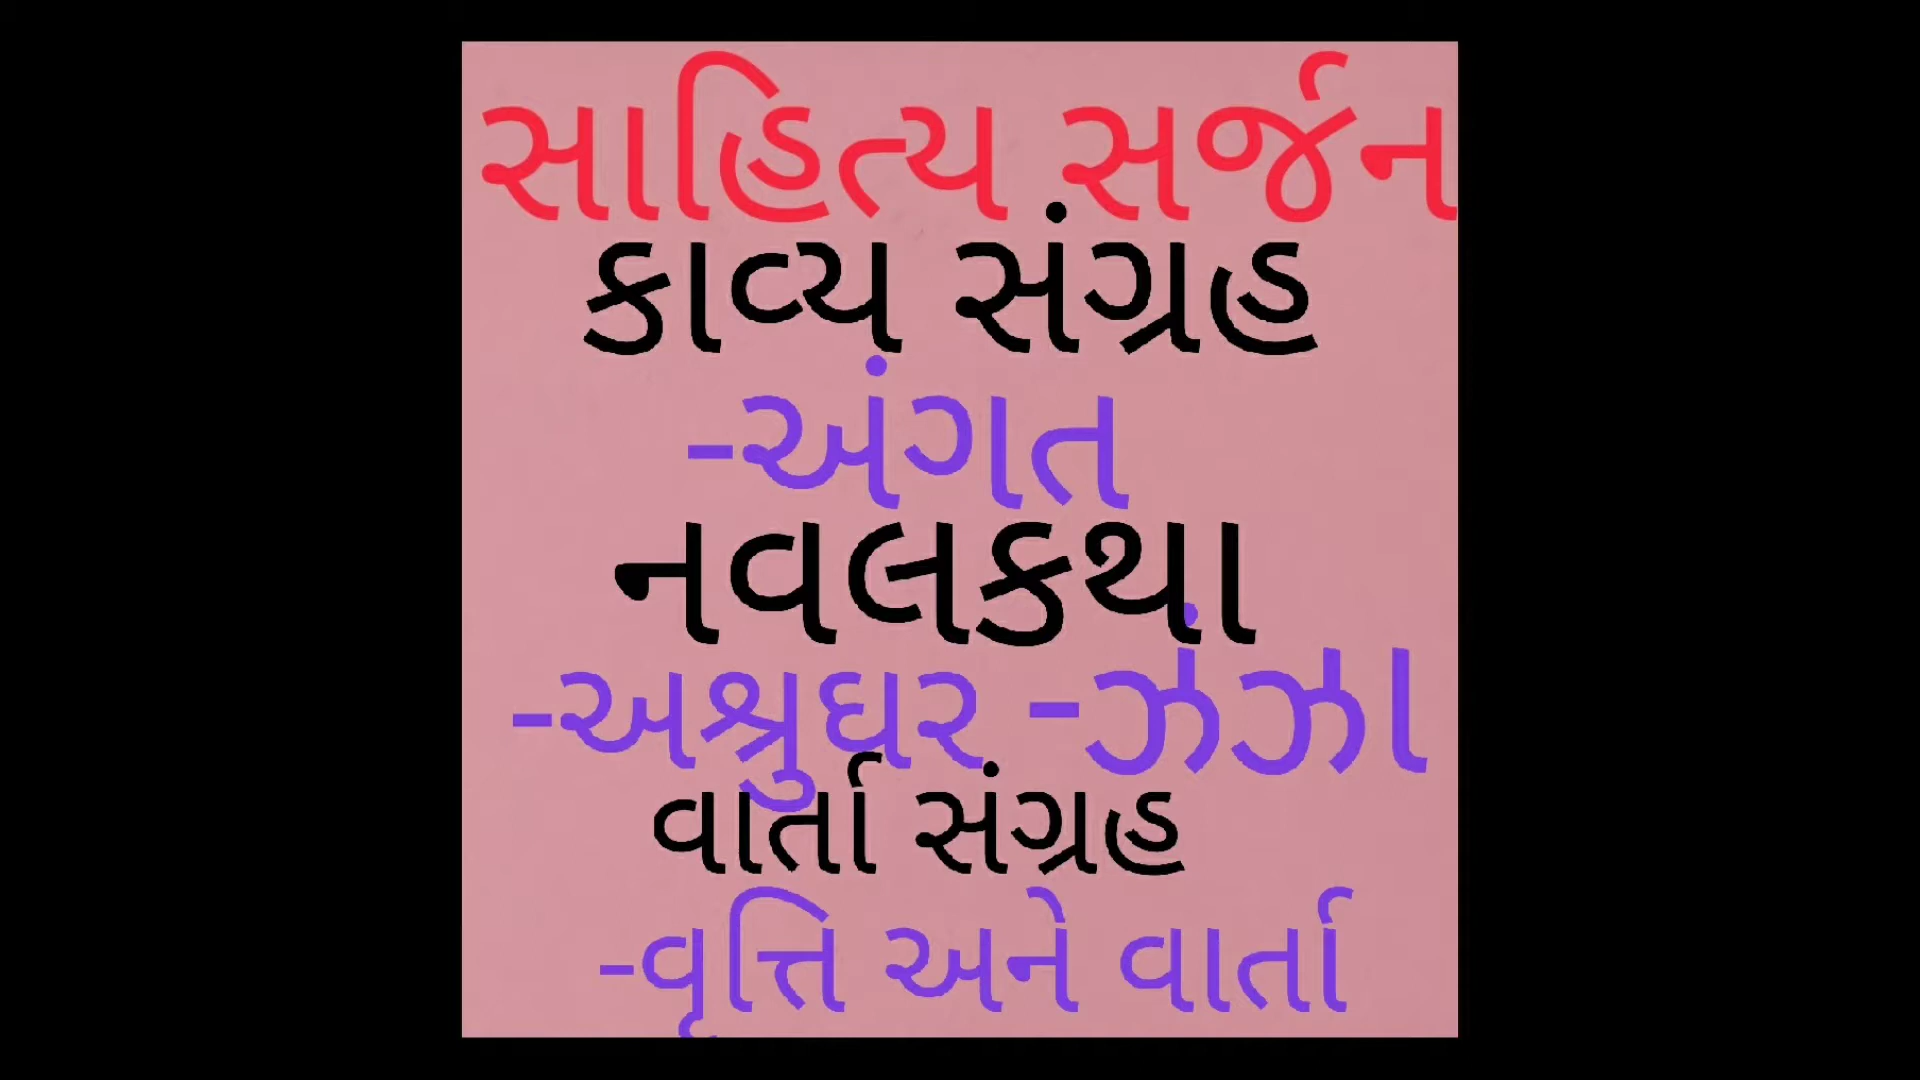 સાહિત્ય સર્જન
કાવ્ય સંગ્રહ
-અંગત
નવલકથા
-અશ્રુઘર -ઝંઝા
વાર્તા સંગ્રહ
-વૃત્તિ અને વાર્તા